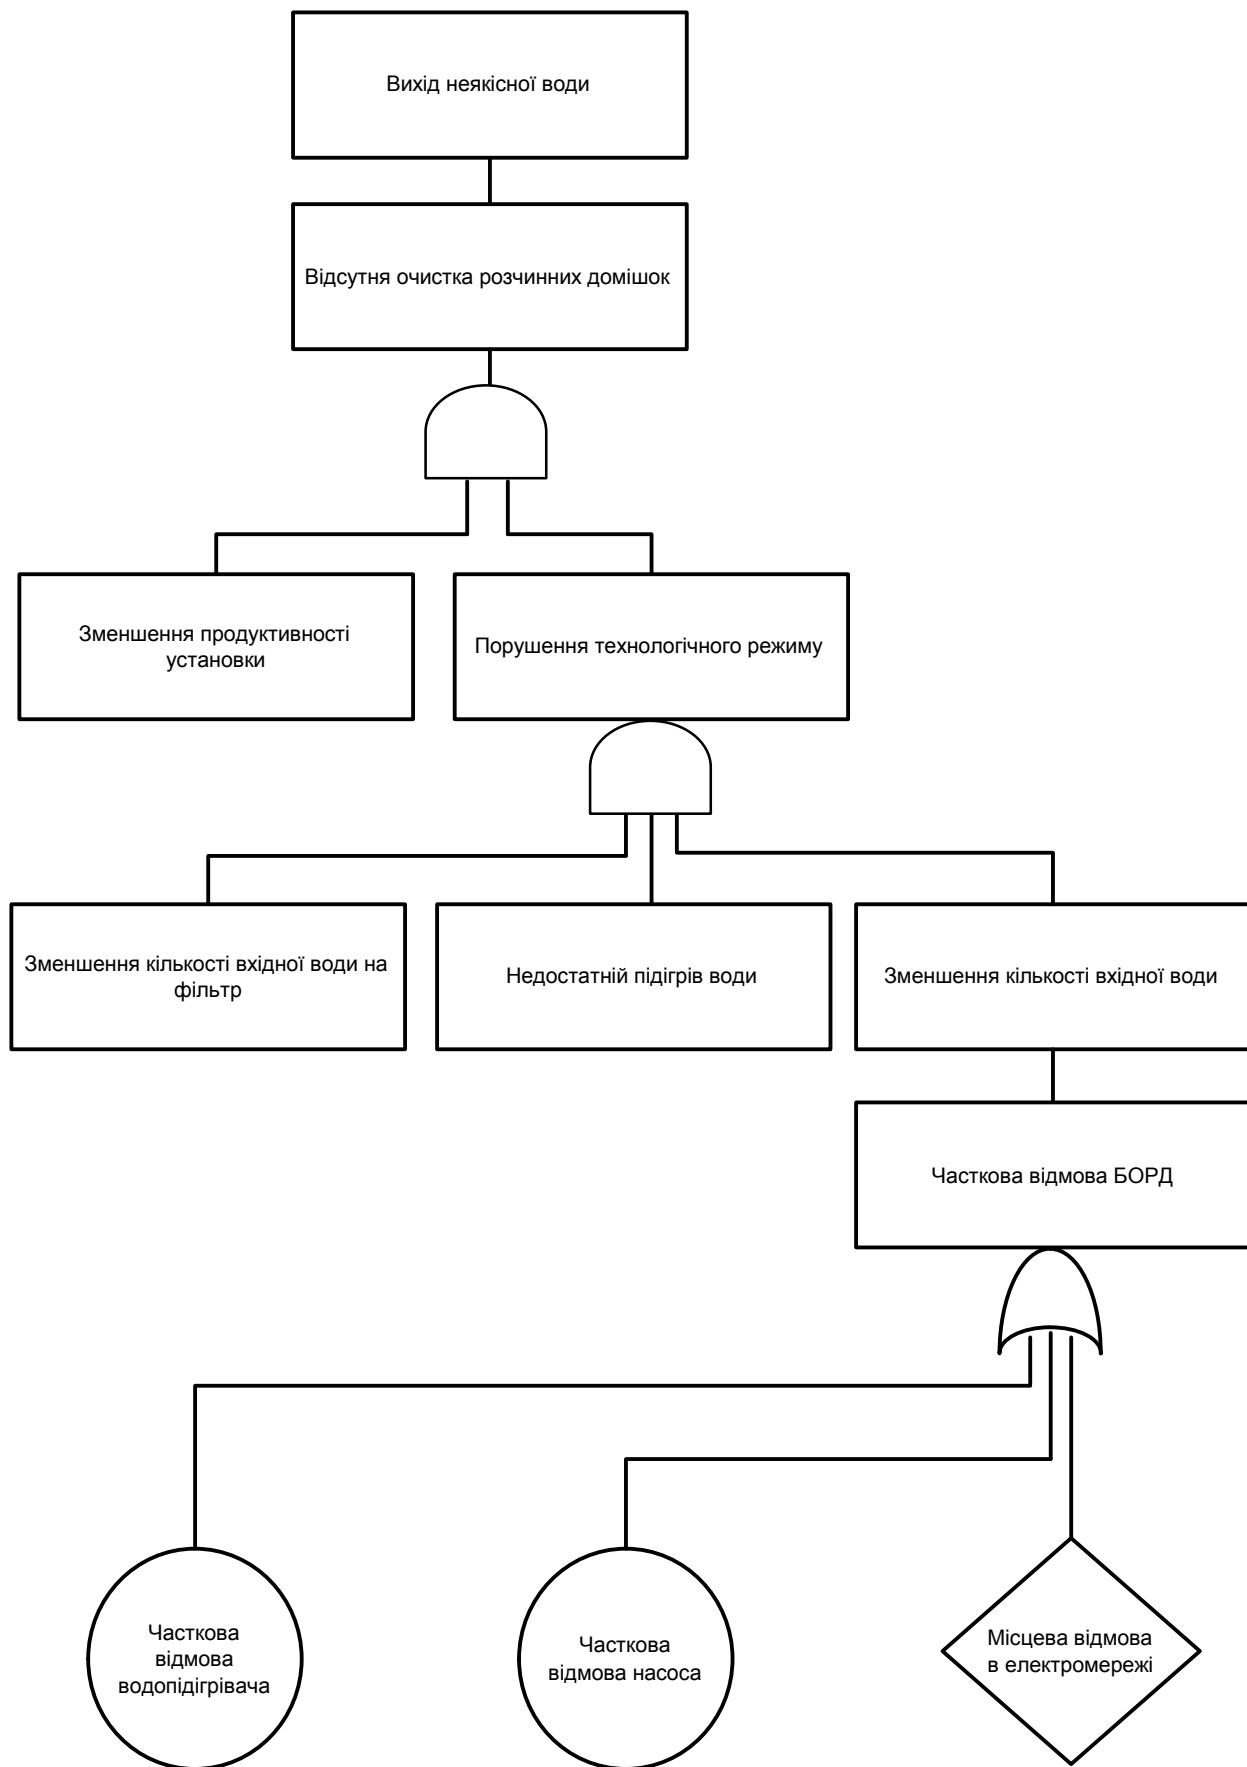 Вихід неякісної води
Відсутня очистка розчинних домішок
Зменшення продуктивності
установки
Порушення технологічного режиму
Зменшення кількості вхідної води на
фільтр
Недостатній підігрів води
Зменшення кількості вхідної води
Часткова відмова БОРД
Часткова
відмова
водопідігрівача
Часткова
відмова насоса
Місцева відмова
в електромережі